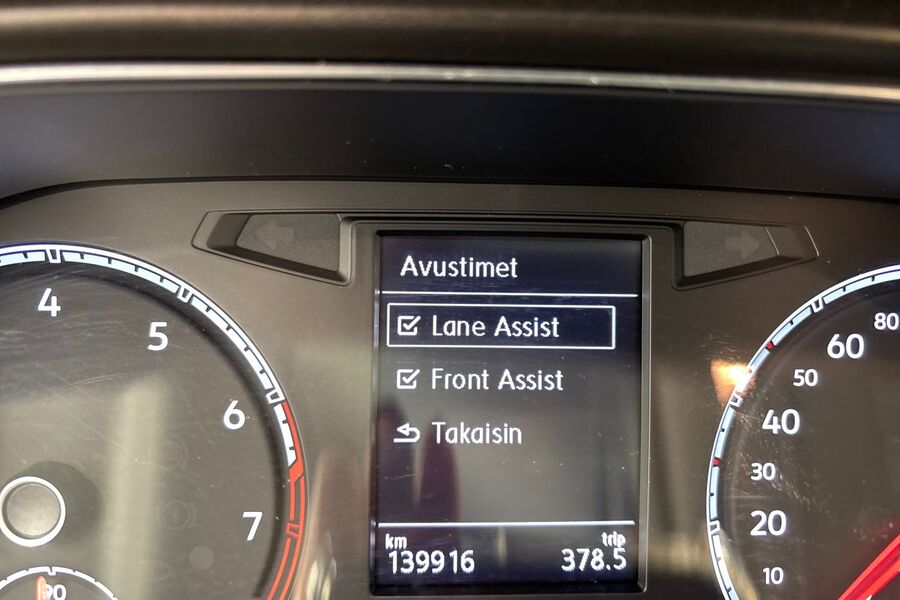 Avustimet
Lane Assist
Front Assist
Takaisin
km
139916
trip
378.5
4
5
6
7
90
80
60
50
40
30
20
10